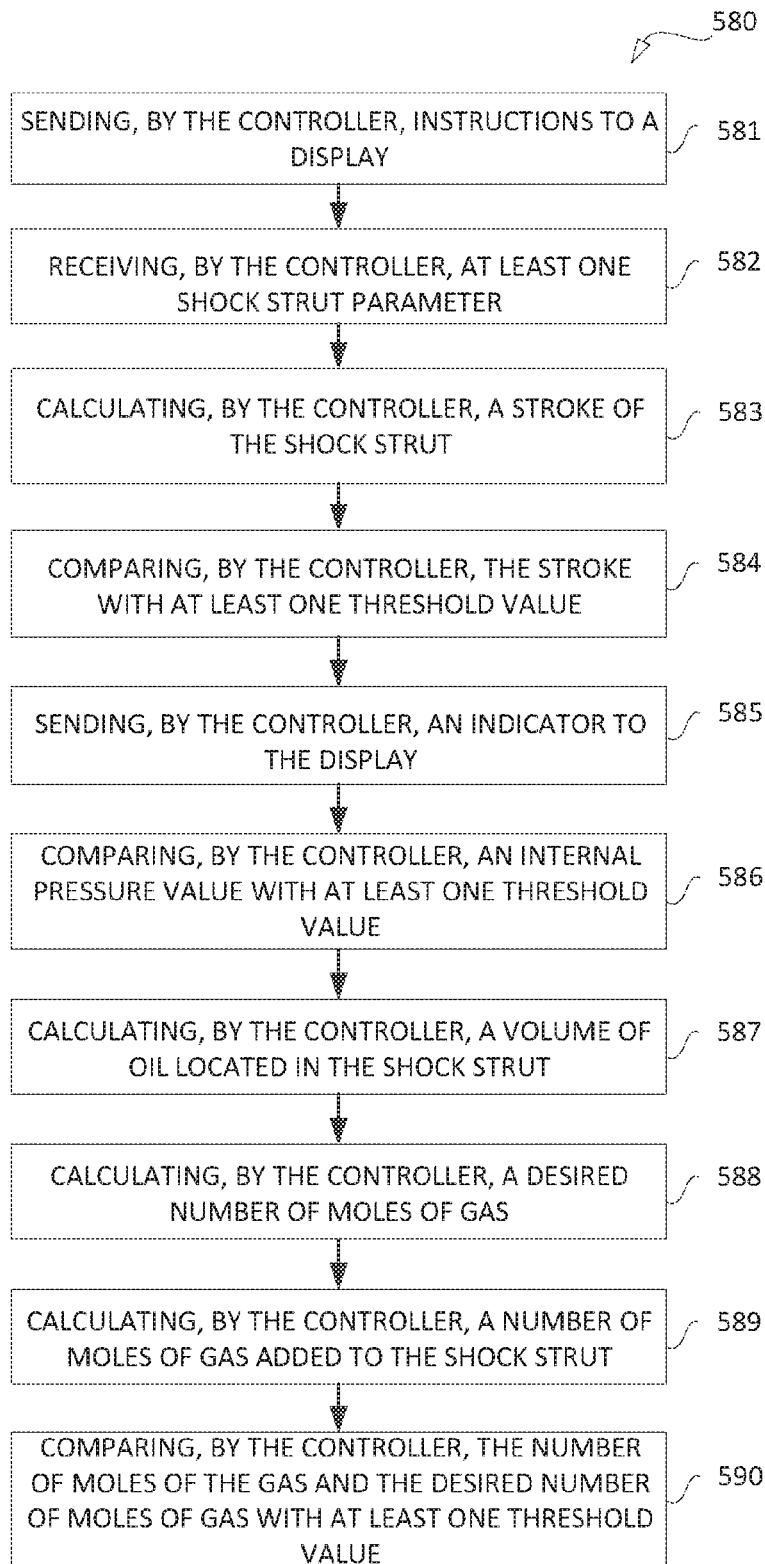 580
SENDING, BY THE CONTROLLER, INSTRUCTIONS TO A
DISPLAY
581
RECEIVING, BY THE CONTROLLER, AT LEAST ONE
SHOCK STRUT PARAMETER
582
CALCULATING, BY THE CONTROLLER, A STROKE OF
THE SHOCK STRUT
583
COMPARING, BY THE CONTROLLER, THE STROKE
WITH AT LEAST ONE THRESHOLD VALUE
584
SENDING, BY THE CONTROLLER, AN INDICATOR TO
THE DISPLAY
585
COMPARING, BY THE CONTROLLER, AN INTERNAL
PRESSURE VALUE WITH AT LEAST ONE THRESHOLD
VALUE
586
CALCULATING, BY THE CONTROLLER, A VOLUME OF
OIL LOCATED IN THE SHOCK STRUT
587
CALCULATING, BY THE CONTROLLER, A DESIRED
NUMBER OF MOLES OF GAS
588
CALCULATING, BY THE CONTROLLER, A NUMBER OF
MOLES OF GAS ADDED TO THE SHOCK STRUT
589
COMPARING, BY THE CONTROLLER, THE NUMBER
OF MOLES OF THE GAS AND THE DESIRED NUMBER
OF MOLES OF GAS WITH AT LEAST ONE THRESHOLD
VALUE
590